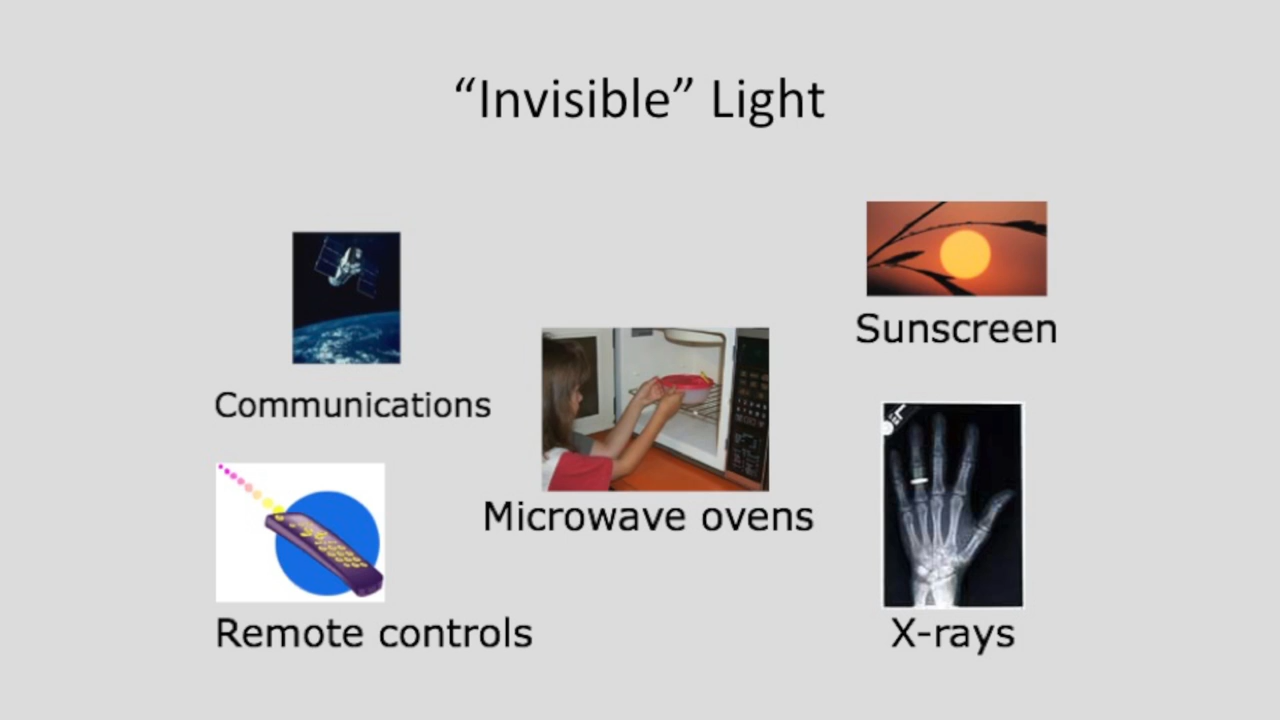 “Invisible” Light
Communications
Sunscreen
Microwave ovens
Remote controls
X-rays